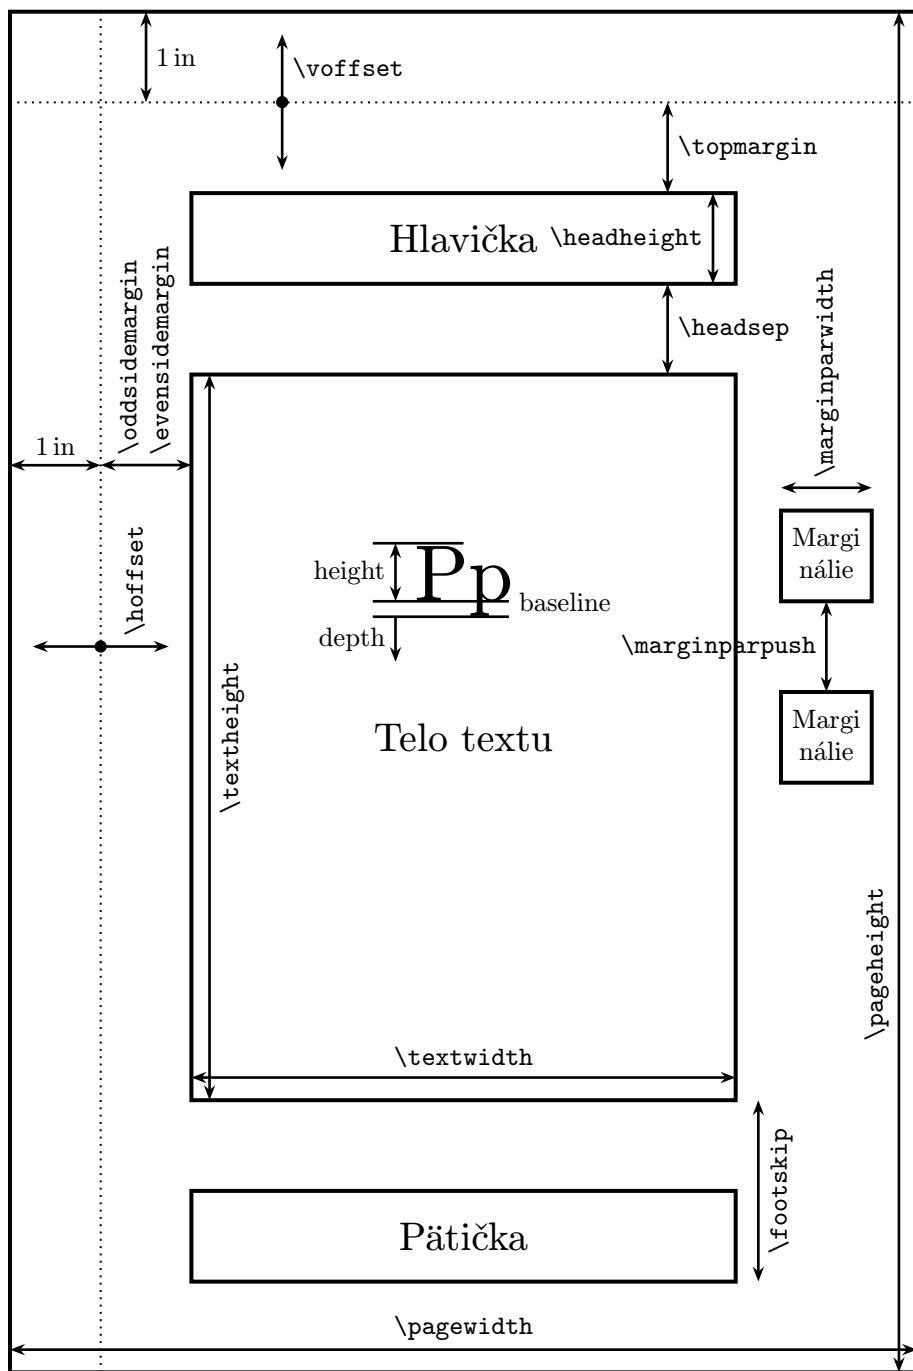 1 in
\voffset
\topmargin
Hlavička
\headheight
\oddsidemargin
\evensidemargin
\headsep
\marginparwidth
1 in
\hoffset
Pp
height
baseline
depth
Margi
nálie
\marginparpush
Margi
nálie
\textheight
Telo textu
\pageheight
\textwidth
\footskip
Pätička
\pagewidth